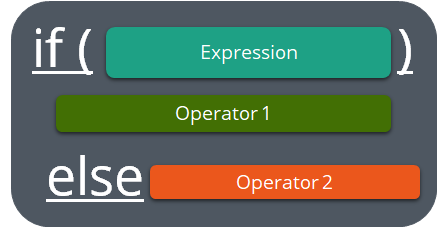 if ( Expression )
Operator 1
else Operator 2